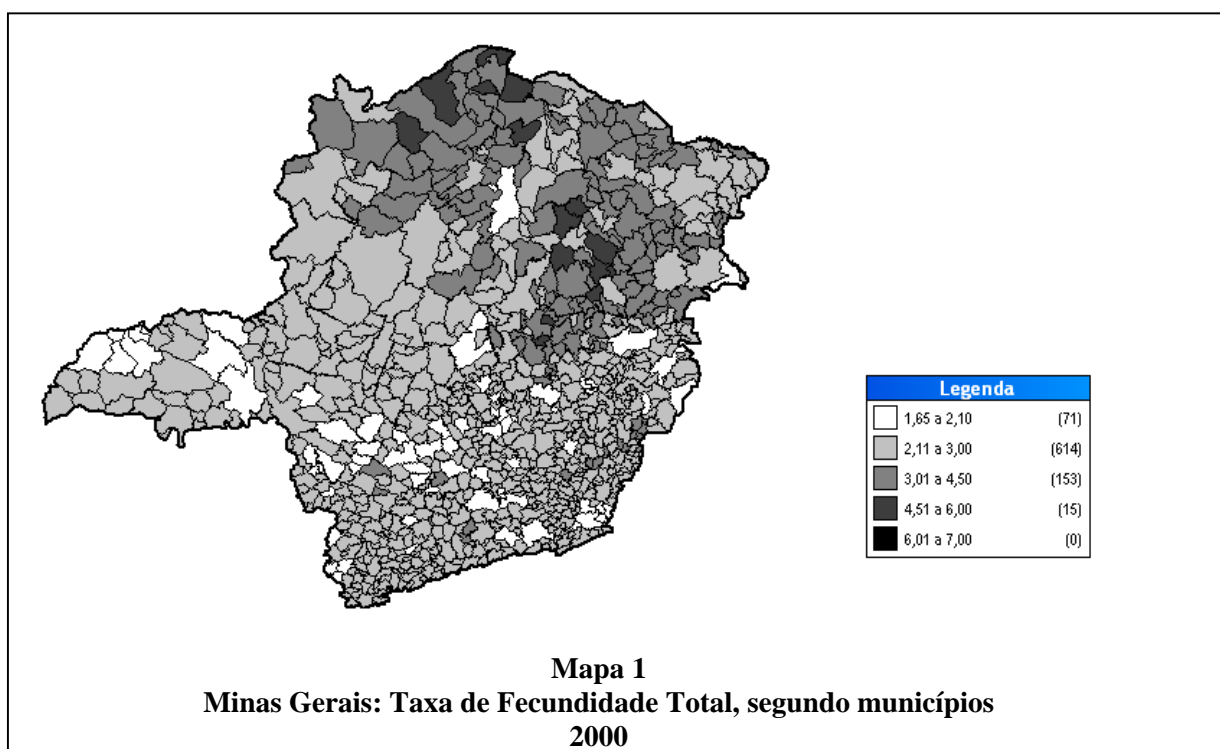 Legenda
1,65 a 2,10 (71)
2,11 a 3,00 (614)
3,01 a 4,50 (153)
4,51 a 6,00 (15)
6,01 a 7,00 (0)
Mapa 1
Minas Gerais: Taxa de Fecundidade Total, segundo municípios
2000